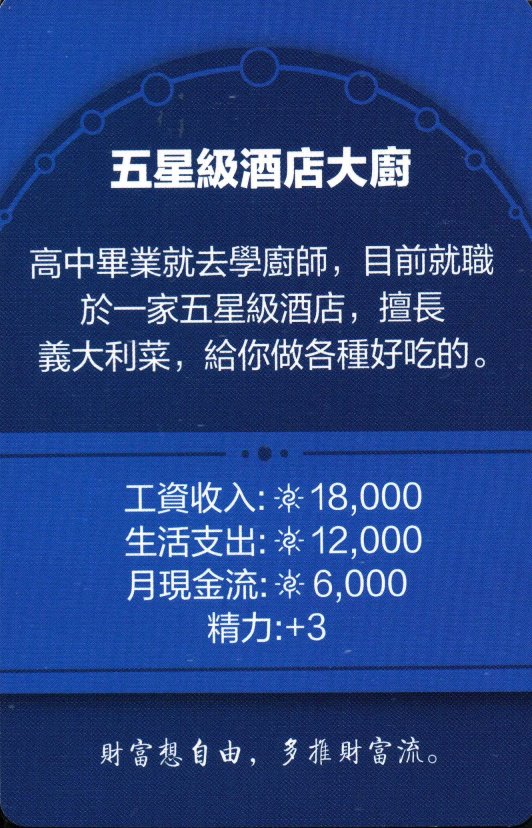 五星級酒店大廚
高中畢業就去學廚師，目前就職
於一家五星級酒店，擅長
義大利菜，給你做各種好吃的。
工資收入: 18,000
生活支出: 12,000
月現金流: 6,000
精力:+3
財富想自由，多推財富流。